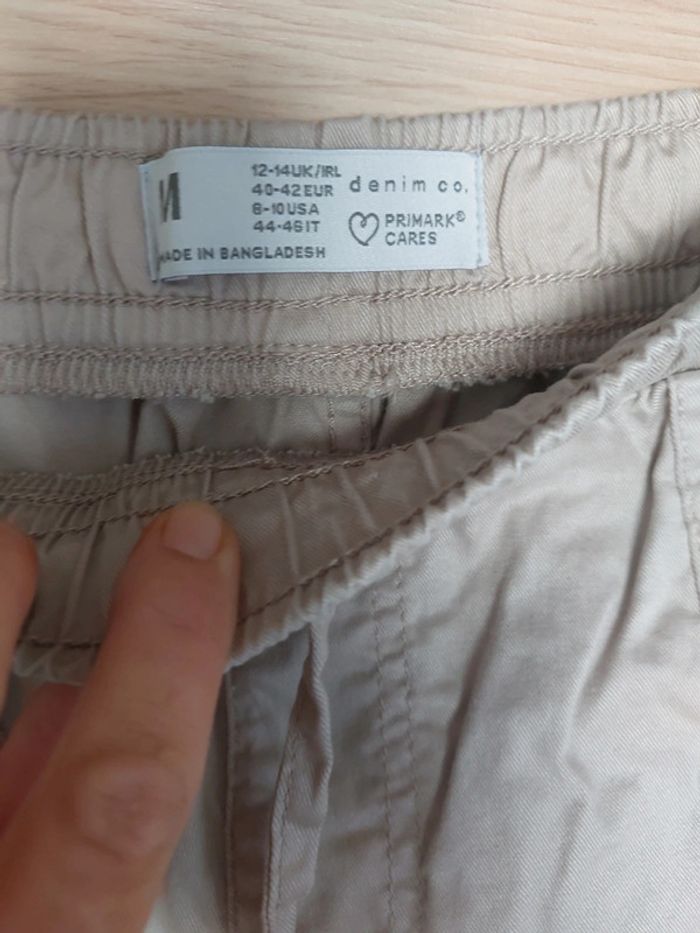 M
12-14UK/IRL
40-42EUR
8-10USA
44-46IT
MADE IN BANGLADESH
denim co.
PRIMARK®
CARES